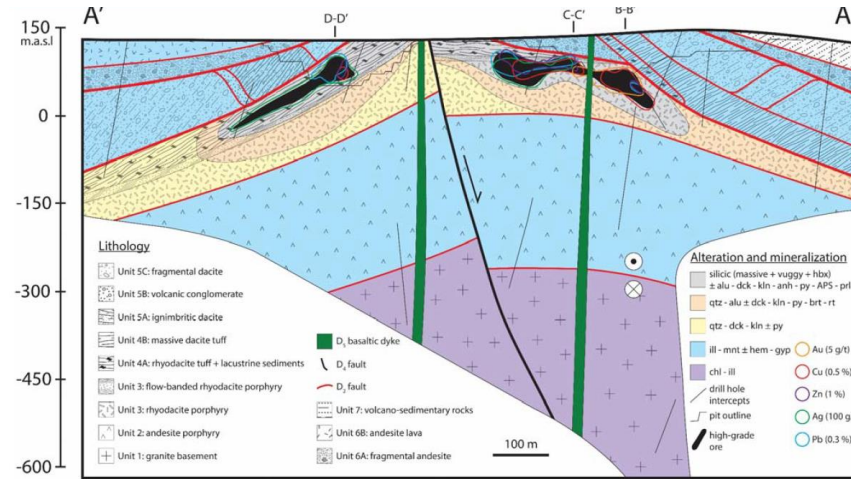 A'
D-D'
C-C'
B-B
A
150
m.a.s.l
0
-150
-300
-450
-600
Lithology
Unit 5C: fragmental dacite
Unit 5B: volcanic conglomerate
Unit 5A: ignimbritic dacite
Unit 4B: massive dacite tuff
Unit 4A: rhyodacite tuff + lacustrine sediments
Unit 3: flow-banded rhyodacite porphyry
Unit 3: rhyodacite porphyry
Unit 2: andesite porphyry
Unit 1: granite basement
D₅ basaltic dyke
D₄ fault
D₂ fault
Unit 7: volcano-sedimentary rocks
Unit 6B: andesite lava
Unit 6A: fragmental andesite
100 m
Alteration and mineralization
silicic (massive + vuggy + hbx)
± alu - dck - kln - anh - py - APS - prl
qtz - alu ± dck - kln - py - brt - rt
qtz - dck - kln ± py
ill - mnt ± hem - gyp
chl - ill
drill hole
intercepts
pit outline
high-grade
ore
Au (5 g/t)
Cu (0.5 %)
Zn (1 %)
Ag (100 g
Pb (0.3 %)